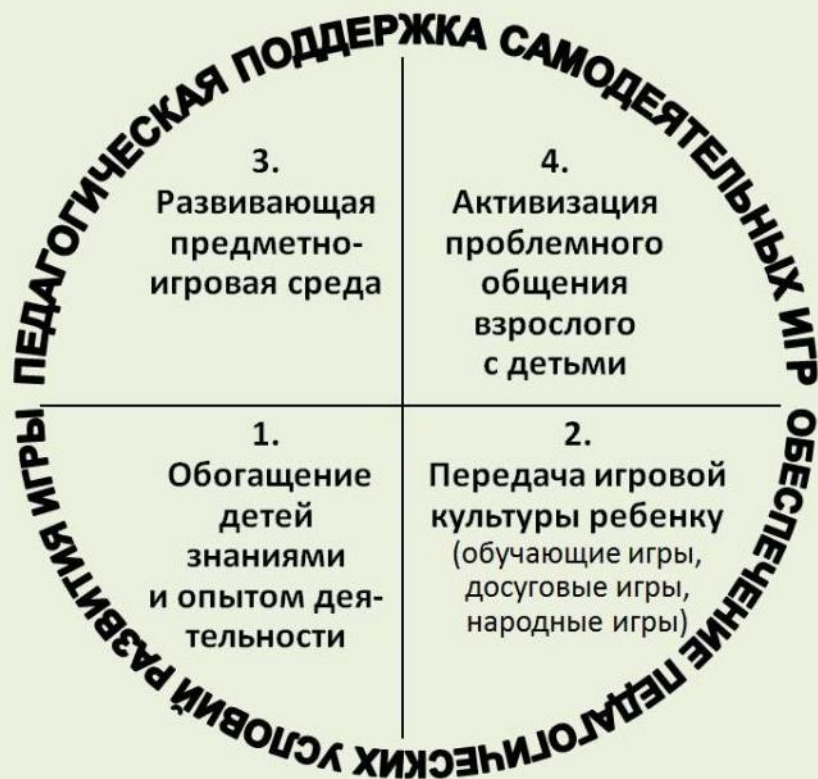 ПЕДАГОГИЧЕСКАЯ ПОДДЕРЖКА САМОДЕЯТЕЛЬНЫХ ИГР
3.
Развивающая
предметно-
игровая среда
4.
Активизация
проблемного
общения
взрослого
с детьми
1.
Обогащение
детей
знаниями
и опытом дея-
тельности
2.
Передача игровой
культуры ребенку
(обучающие игры,
досуговые игры,
народные игры)
ОБЕСПЕЧЕНИЕ ПЕДАГОГИЧЕСКИХ УСЛОВИЙ РАЗВИТИЯ ИГРЫ